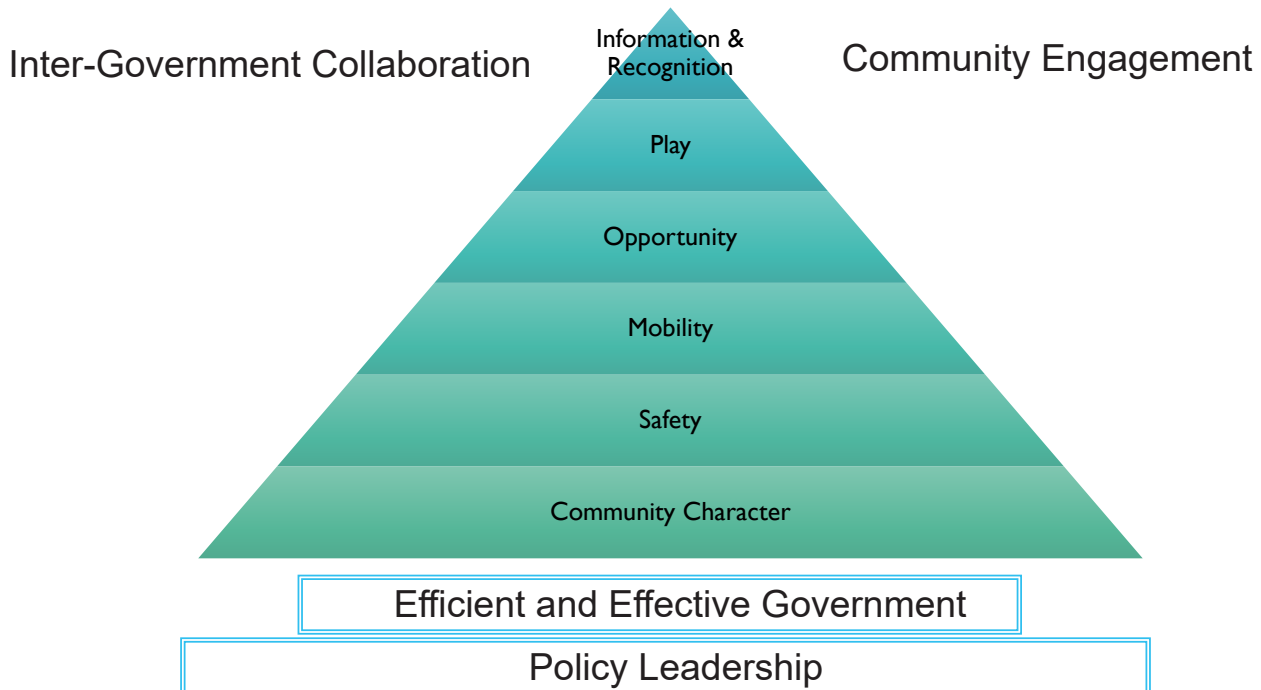 Inter-Government Collaboration
Information &
Recognition
Community Engagement
Play
Opportunity
Mobility
Safety
Community Character
Efficient and Effective Government
Policy Leadership